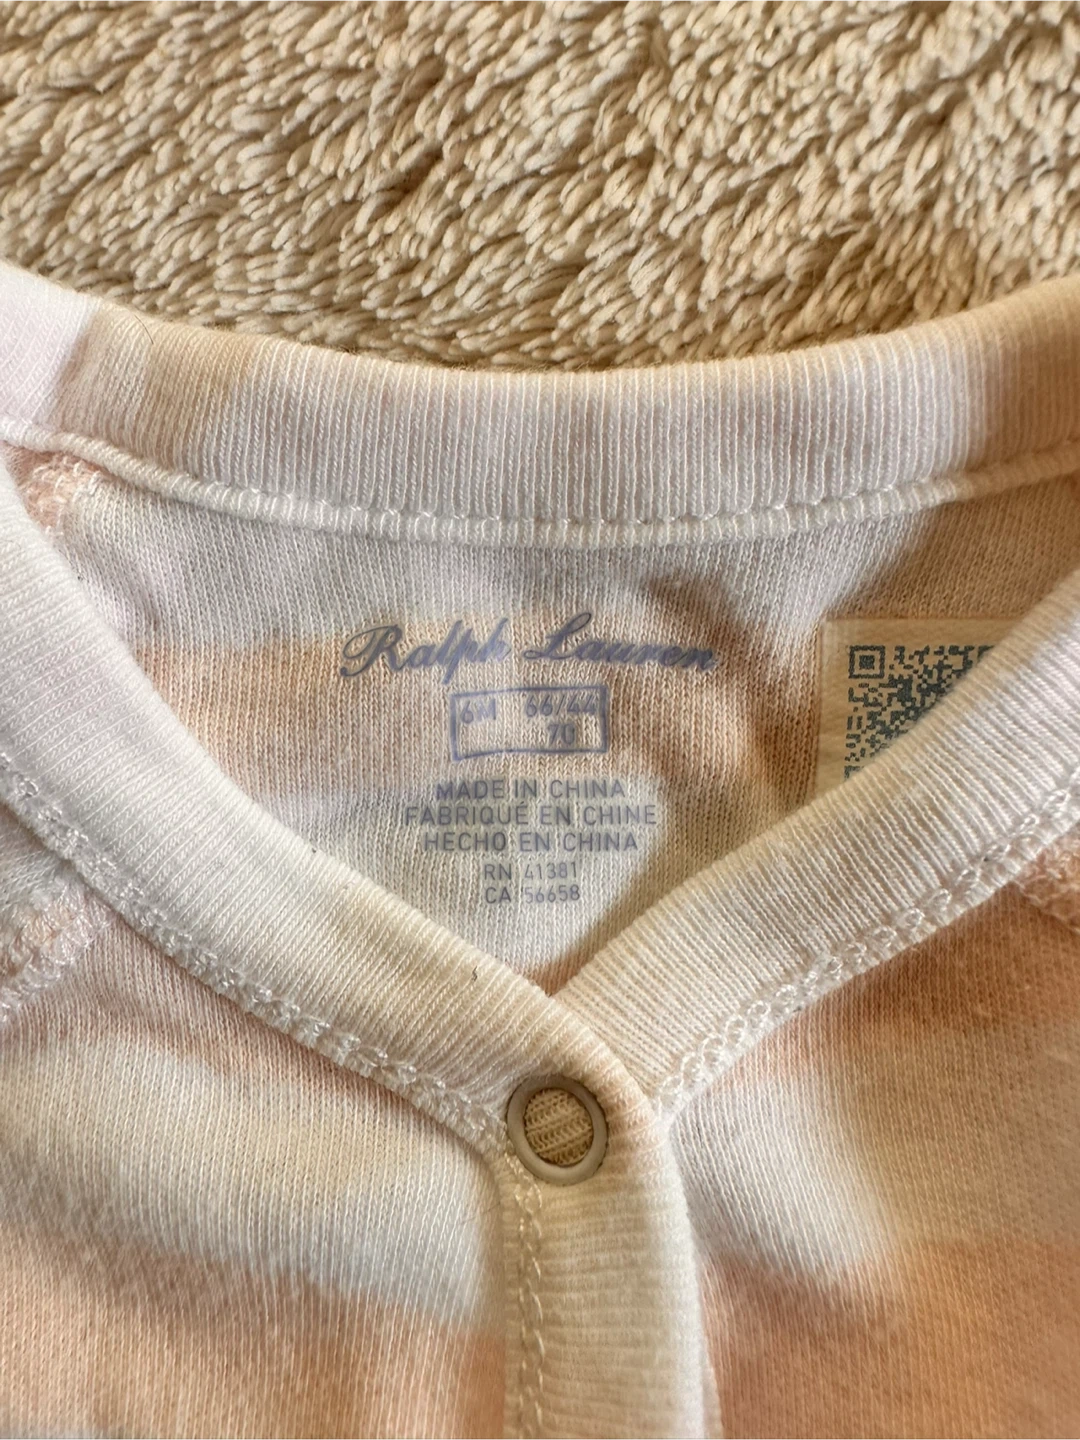 Ralph Lauren
6M 66/44
70
MADE IN CHINA
FABRIQUÉ EN CHINE
HECHO EN CHINA
RN 41381
CA 56658